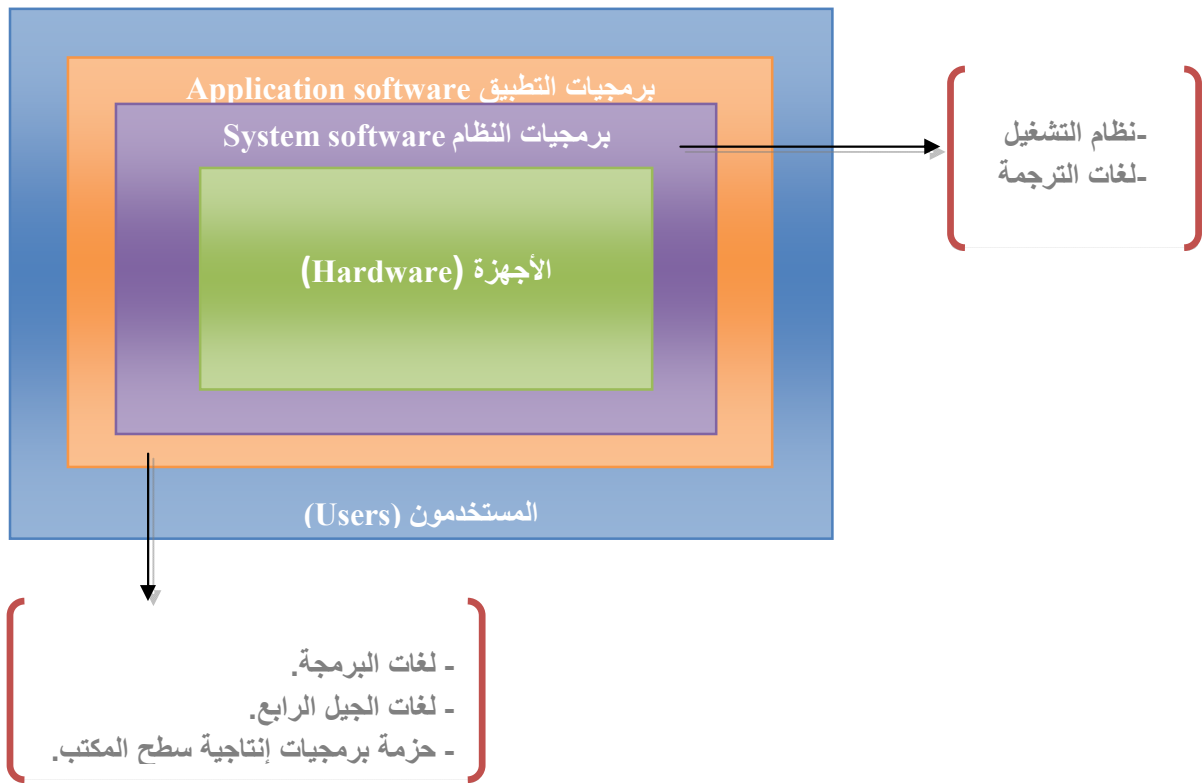 برمجيات التطبيق Application software
برمجيات النظام System software
الأجهزة (Hardware)
المستخدمون (Users)
-نظام التشغيل
-لغات الترجمة
- لغات البرمجة.
- لغات الجيل الرابع.
- حزمة برمجيات إنتاجية سطح المكتب.